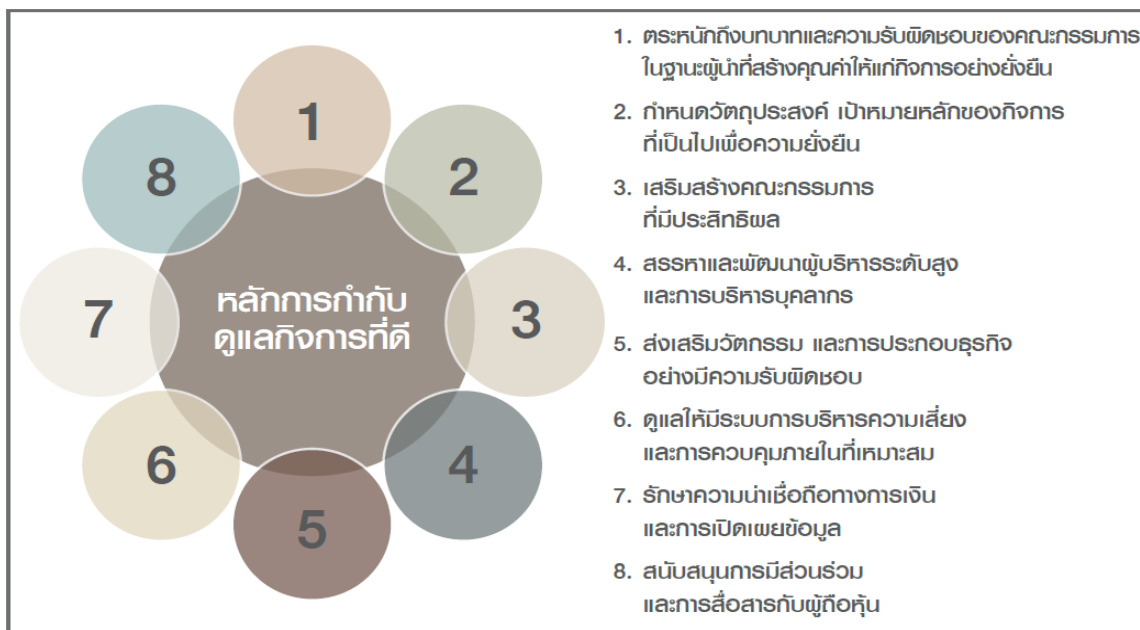 1
2
3
4
5
6
7
8
หลักการกำกับ
ดูแลกิจการที่ดี
1. ตระหนักถึงบทบาทและความรับผิดชอบของคณะกรรมการ
ในฐานะผู้นำที่สร้างคุณค่าให้แก่กิจการอย่างยั่งยืน
2. กำหนดวัตถุประสงค์ เป้าหมายหลักของกิจการ
ที่เป็นไปเพื่อความยั่งยืน
3. เสริมสร้างคณะกรรมการ
ที่มีประสิทธิผล
4. สรรหาและพัฒนาผู้บริหารระดับสูง
และการบริหารบุคลากร
5. ส่งเสริมวัตกรรม และการประกอบธุรกิจ
อย่างมีความรับผิดชอบ
6. ดูแลให้มีระบบการบริหารความเสี่ยง
และการควบคุมภายในที่เหมาะสม
7. รักษาความน่าเชื่อถือทางการเงิน
และการเปิดเผยข้อมูล
8. สนับสนุนการมีส่วนร่วม
และการสื่อสารกับผู้ถือหุ้น